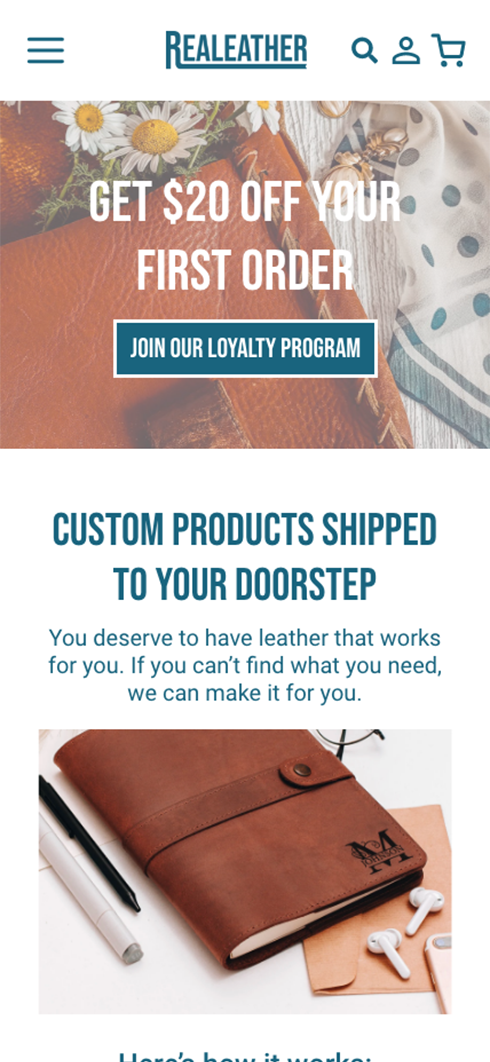 REALEATHER
GET $20 OFF YOUR
FIRST ORDER
JOIN OUR LOYALTY PROGRAM
CUSTOM PRODUCTS SHIPPED
TO YOUR DOORSTEP
You deserve to have leather that works
for you. If you can’t find what you need,
we can make it for you.
M
JOHNSON
Here’s how it works: